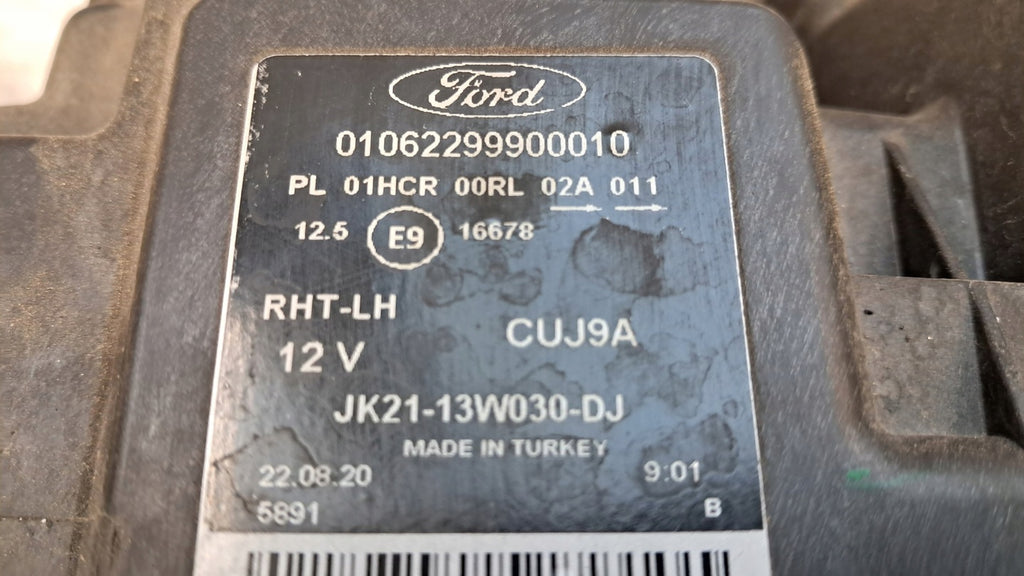 Ford
01062299900010
PL 01HCR 00RL 02A 011
12.5 E9 16678
RHT-LH
12 V CUJ9A
JK21-13W030-DJ
MADE IN TURKEY
22.08.20 9:01
5891 B